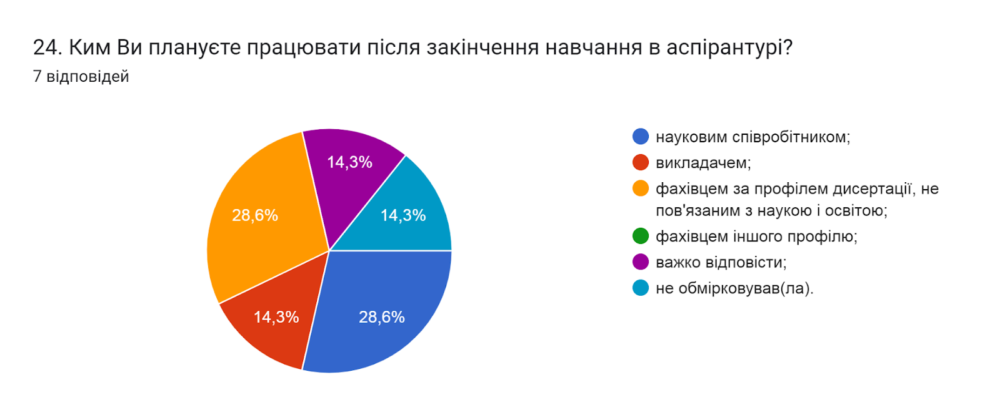 24. Ким Ви плануєте працювати після закінчення навчання в аспірантурі?
7 відповідей
14,3%
28,6%
14,3%
14,3%
28,6%
науковим співробітником;
викладачем;
фахівцем за профілем дисертації, не
пов'язаним з наукою і освітою;
фахівцем іншого профілю;
важко відповісти;
не обмірковував(ла).